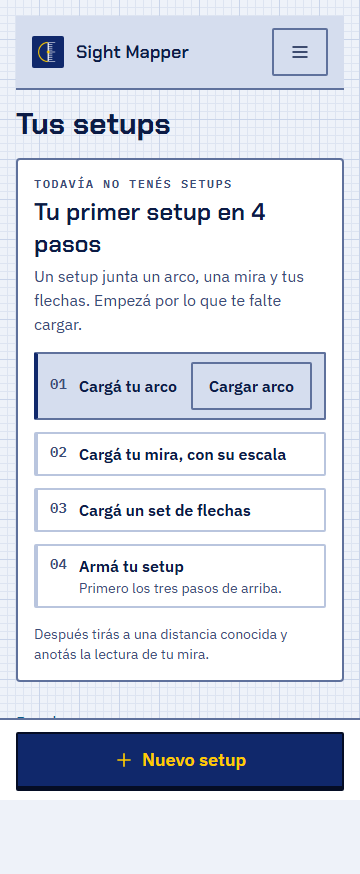 Sight Mapper
Tus setups
TODAVÍA NO TENÉS SETUPS
Tu primer setup en 4
pasos
Un setup junta un arco, una mira y tus
flechas. Empezá por lo que te falte
cargar.
01 Cargá tu arco Cargar arco
02 Cargá tu mira, con su escala
03 Cargá un set de flechas
04 Armá tu setup
Primero los tres pasos de arriba.
Después tirás a una distancia conocida y
anotás la lectura de tu mira.
+ Nuevo setup